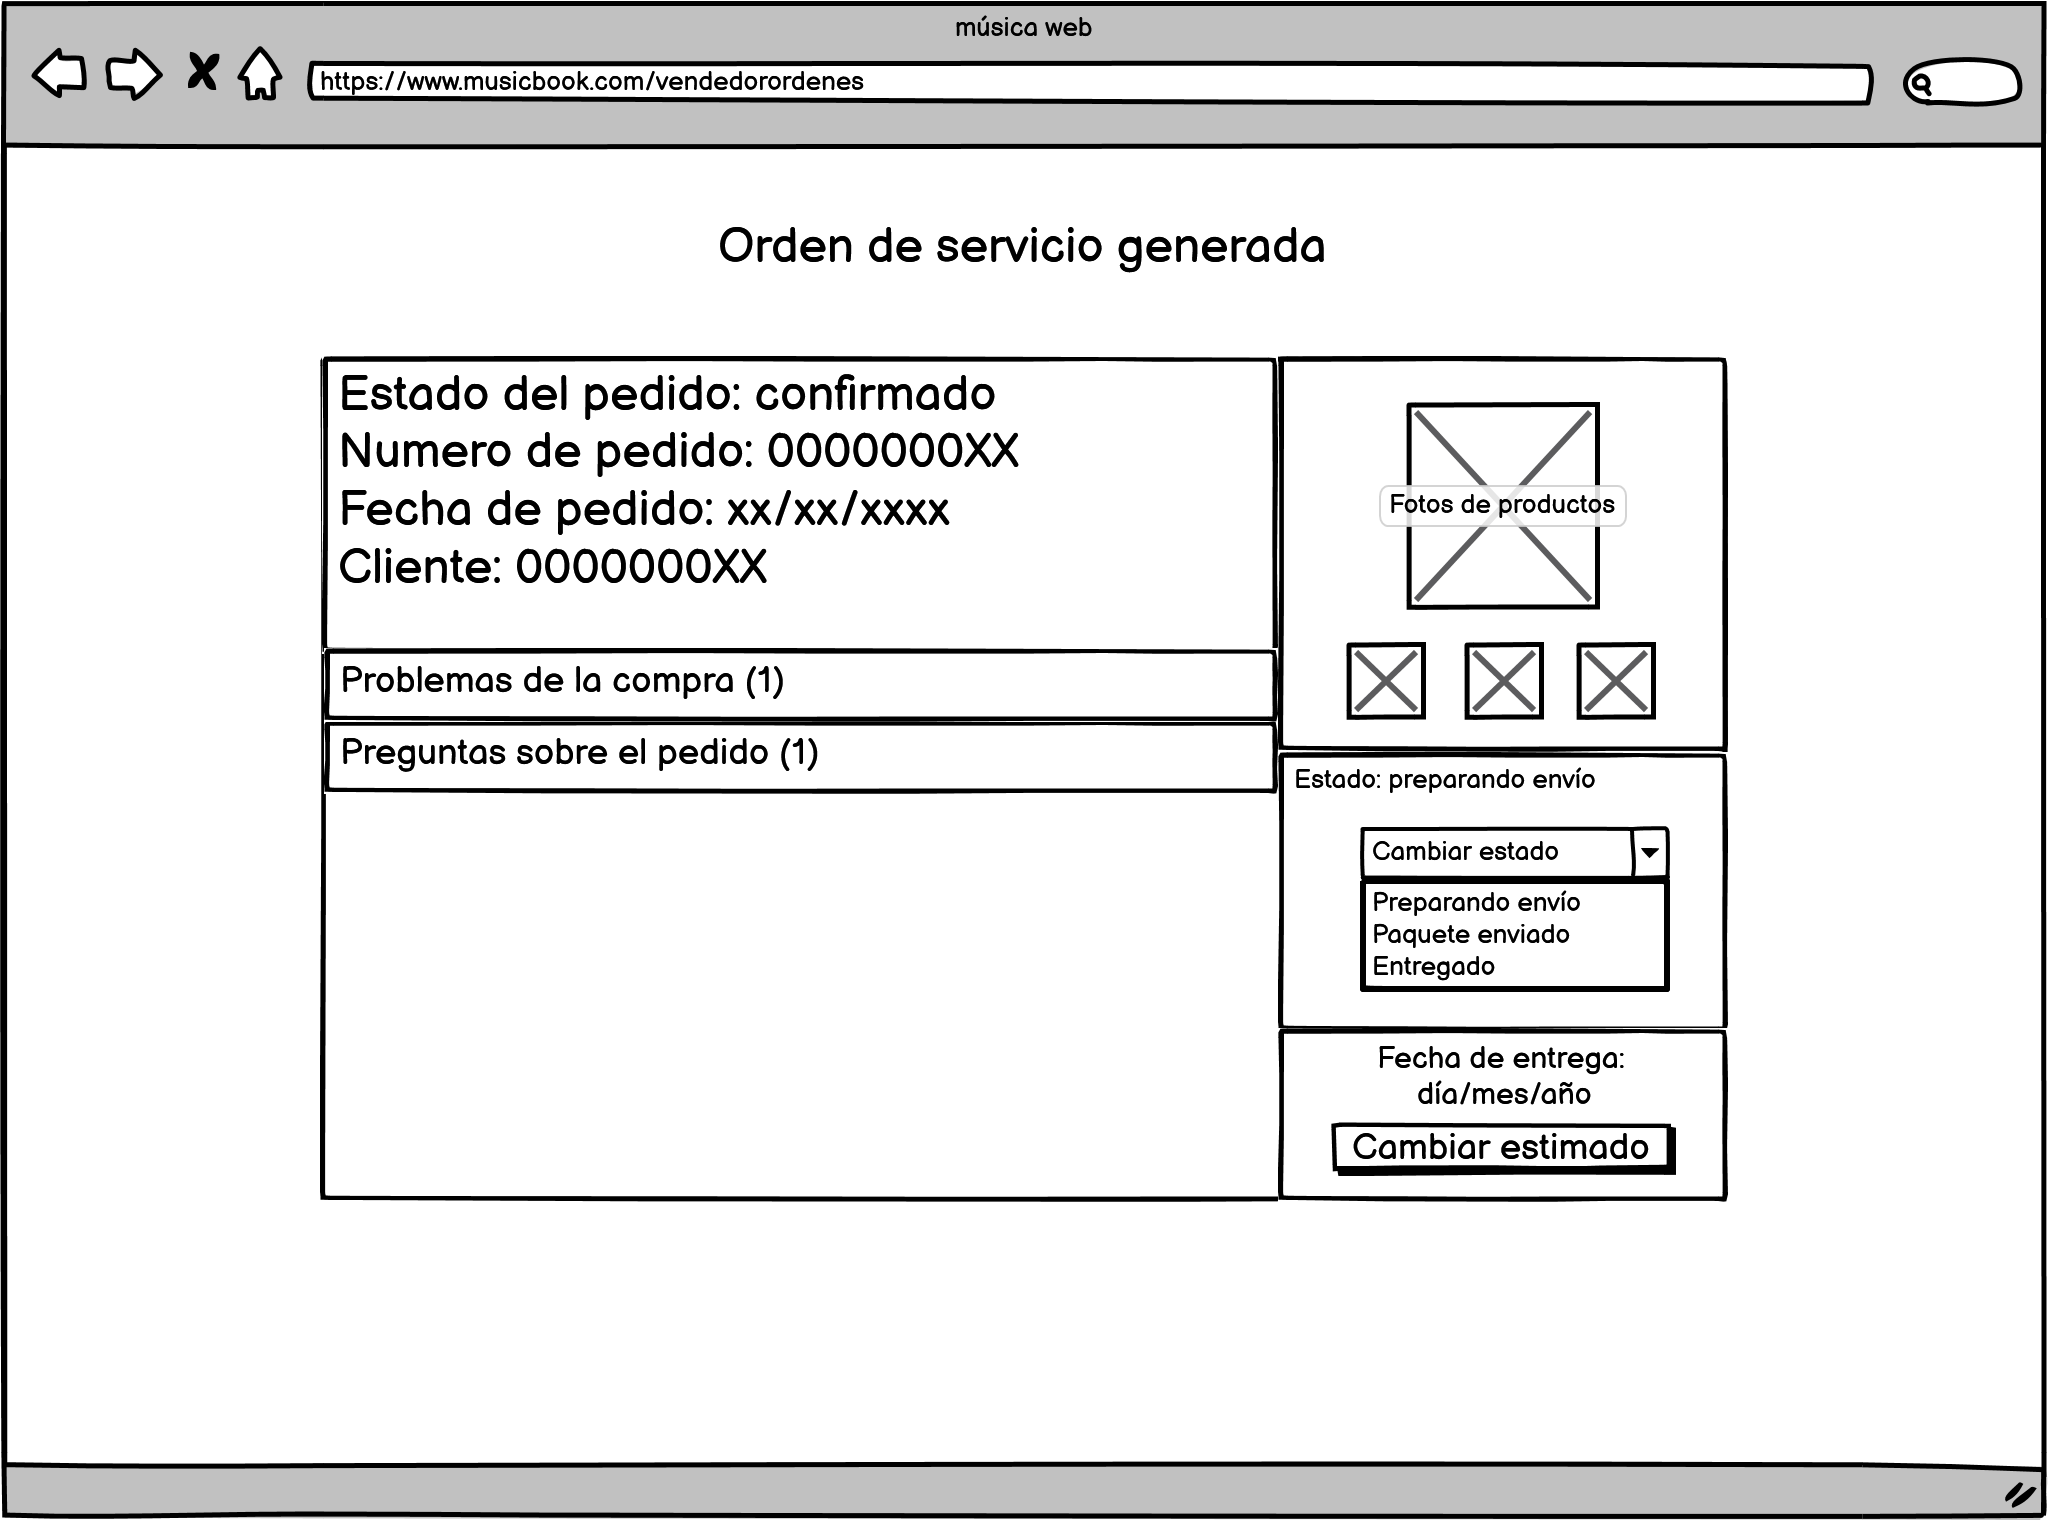 música web
https://www.musicbook.com/vendedorordenes
Orden de servicio generada
Estado del pedido: confirmado
Numero de pedido: 0000000XX
Fecha de pedido: xx/xx/xxxx
Cliente: 0000000XX
Problemas de la compra (1)
Preguntas sobre el pedido (1)
Fotos de productos
Estado: preparando envío
Cambiar estado
Preparando envío
Paquete enviado
Entregado
Fecha de entrega:
día/mes/año
Cambiar estimado